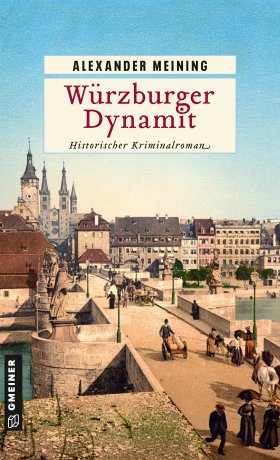 ALEXANDER MEINING
Würzburger
Dynamit
Historischer Kriminalroman
GMEINER